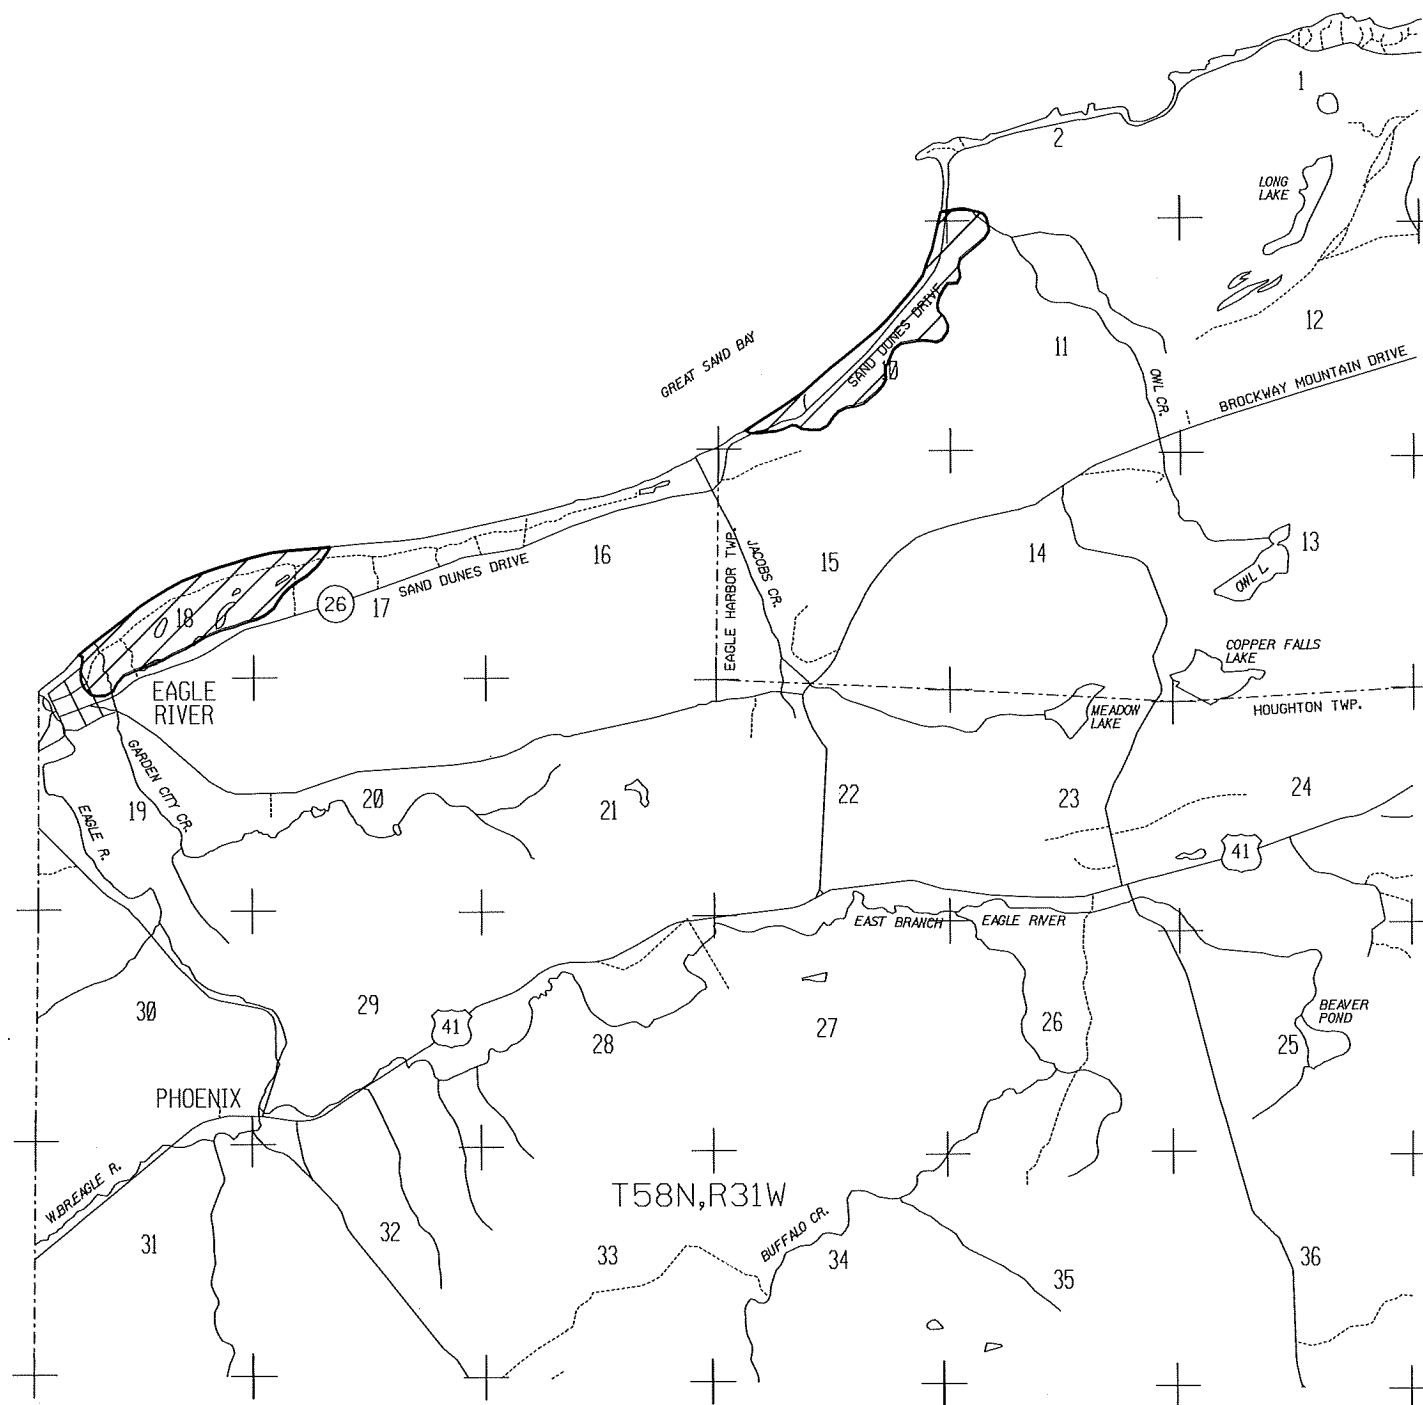 1
2
LONG
LAKE
12
11
GREAT SAND BAY
SAND DUNES DRIVE
10
OWL CR.
BROCKWAY MOUNTAIN DRIVE
16
15
14
13
EAGLE HARBOR TWP.
JACOBS CR.
OWL L.
SAND DUNES DRIVE
26
17
18
COPPER FALLS
LAKE
EAGLE
RIVER
MEADOW
LAKE
HOUGHTON TWP.
GARDEN CITY CR.
EAGLE R.
19
20
21
22
23
24
41
EAST BRANCH
EAGLE RIVER
30
29
28
27
26
25
BEAVER
POND
41
PHOENIX
T58N,R31W
W.BR.EAGLE R.
BUFFALO CR.
31
32
33
34
35
36